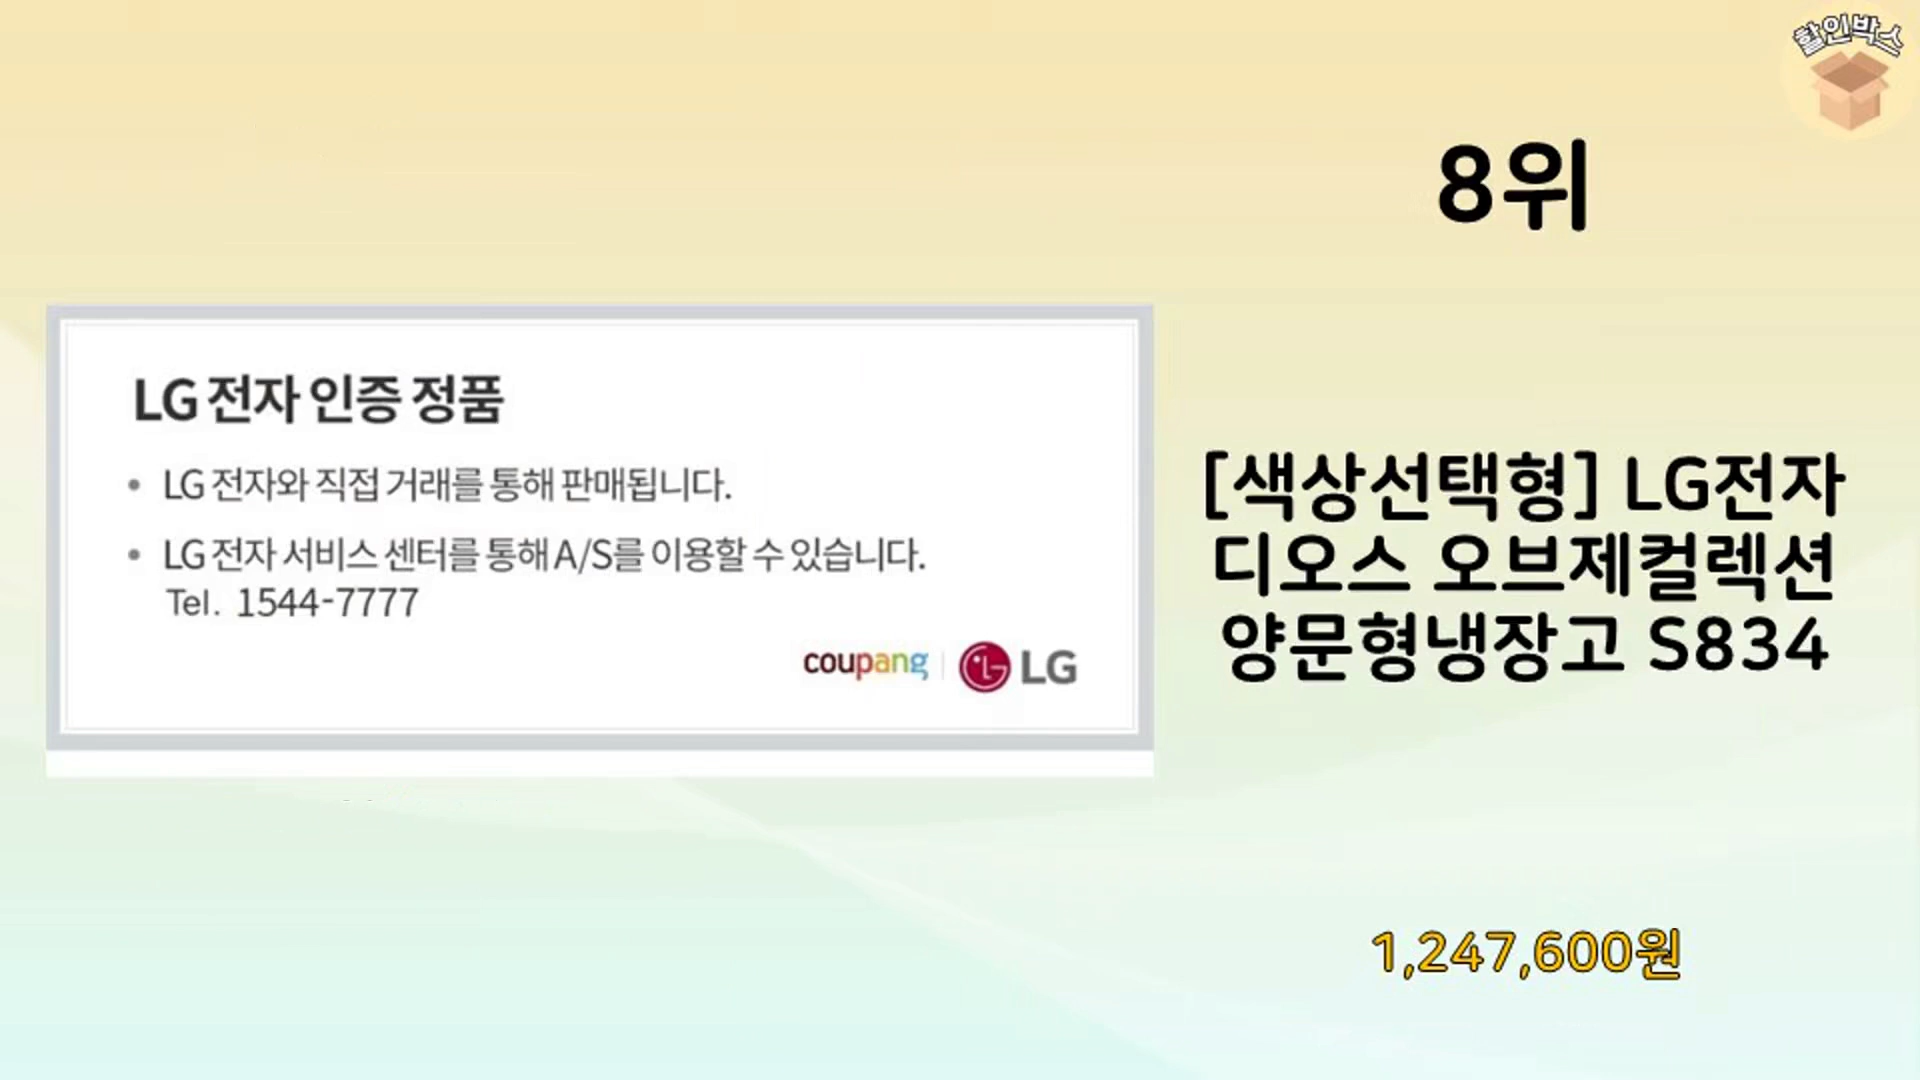 할인박스
8위
LG 전자 인증 정품
• LG 전자와 직접 거래를 통해 판매됩니다.
• LG 전자 서비스 센터를 통해 A/S를 이용할 수 있습니다.
Tel. 1544-7777
coupang | LG
[색상선택형] LG전자
디오스 오브제컬렉션
양문형냉장고 S834
1,247,600원